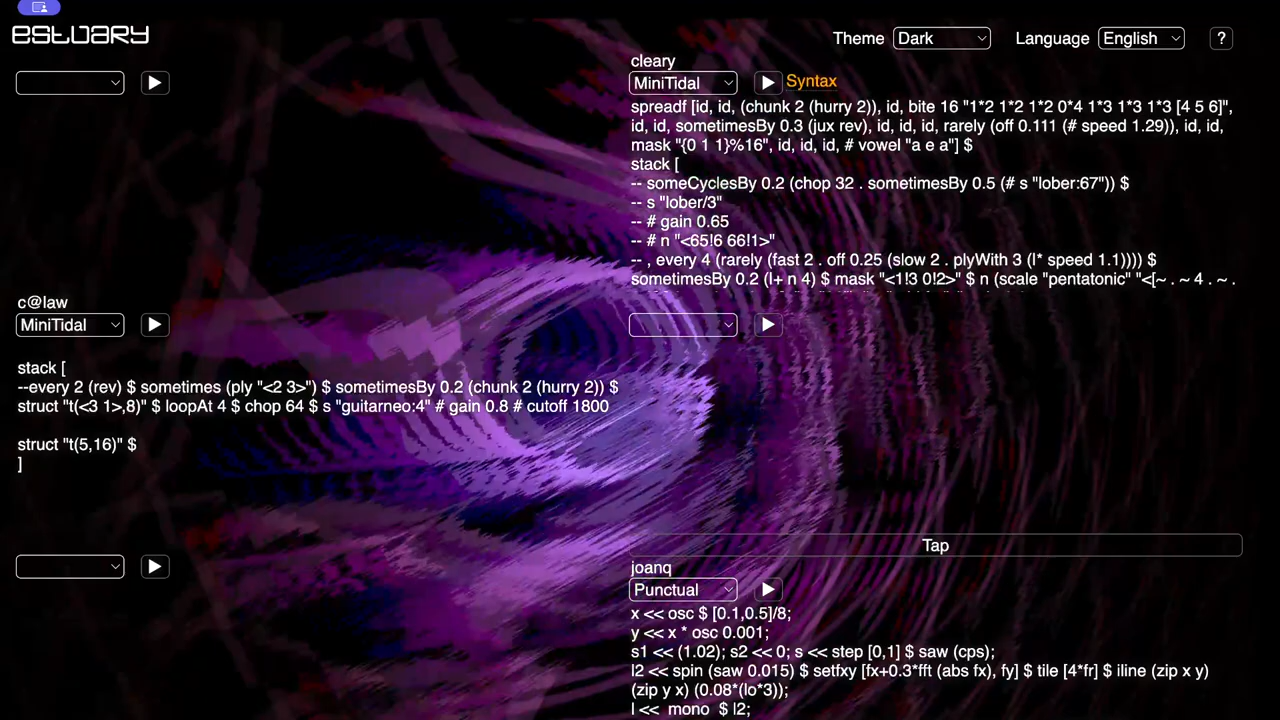 estuary
Theme Dark Language English ?
cleary
MiniTidal Syntax
spreadf [id, id, (chunk 2 (hurry 2)), id, bite 16 "1*2 1*2 1*2 0*4 1*3 1*3 1*3 [4 5 6]",
id, id, sometimesBy 0.3 (jux rev), id, id, id, rarely (off 0.111 (# speed 1.29)), id, id,
mask "{0 1 1}%16", id, id, id, # vowel "a e a"] $
stack [
-- someCyclesBy 0.2 (chop 32 . sometimesBy 0.5 (# s "lober:67")) $
-- s "lober/3"
-- # gain 0.65
-- # n "<65!6 66!1>"
-- , every 4 (rarely (fast 2 . off 0.25 (slow 2 . plyWith 3 (|* speed 1.1)))) $
sometimesBy 0.2 (|+ n 4) $ mask "<1!3 0!2>" $ n (scale "pentatonic" "<[~ . ~ 4 . ~ .
c@law
MiniTidal
stack [
--every 2 (rev) $ sometimes (ply "<2 3>") $ sometimesBy 0.2 (chunk 2 (hurry 2)) $
struct "t(<3 1>,8)" $ loopAt 4 $ chop 64 $ s "guitarneo:4" # gain 0.8 # cutoff 1800
struct "t(5,16)" $
]
Tap
joanq
Punctual
x << osc $ [0.1,0.5]/8;
y << x * osc 0.001;
s1 << (1.02); s2 << 0; s << step [0,1] $ saw (cps);
l2 << spin (saw 0.015) $ setfxy [fx+0.3*fft (abs fx), fy] $ tile [4*fr] $ iline (zip x y)
(zip y x) (0.08*(lo*3));
l << mono $ l2;